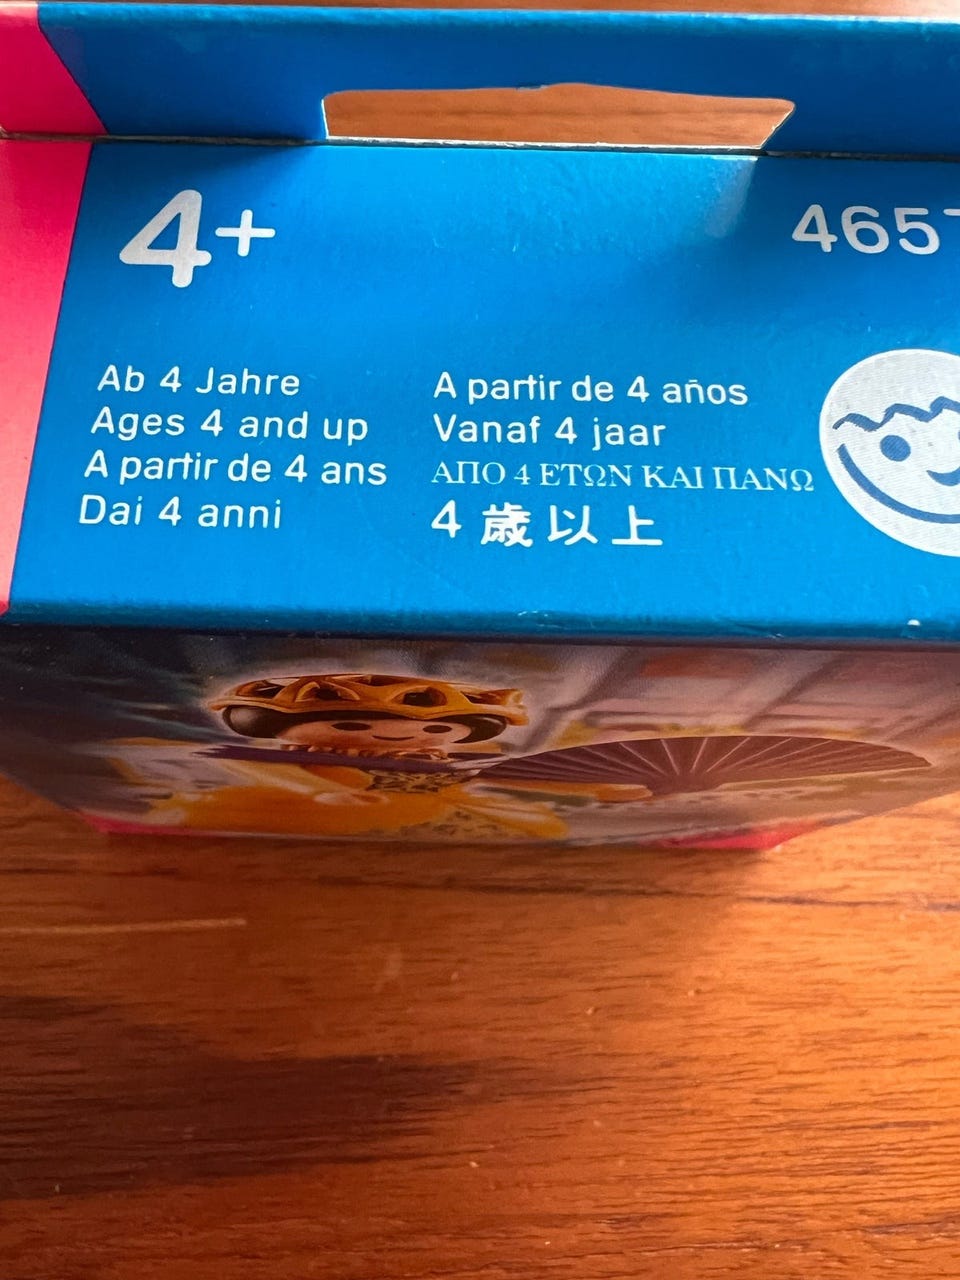 4+
465
Ab 4 Jahre
Ages 4 and up
A partir de 4 ans
Dai 4 anni
A partir de 4 años
Vanaf 4 jaar
ΑΠΟ 4 ΕΤΩΝ ΚΑΙ ΠΑΝΩ
4 歳以上